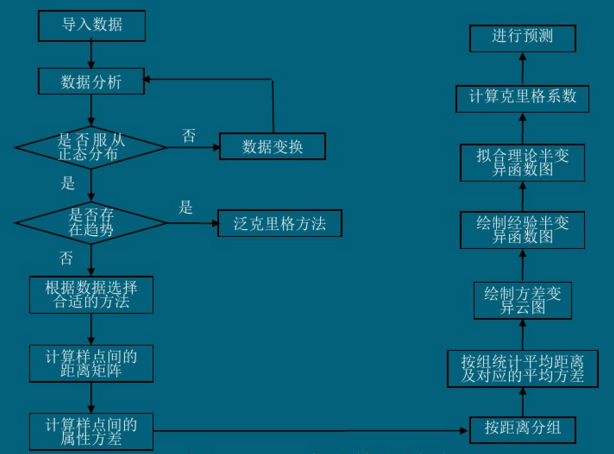 导入数据
数据分析
是否服从
正态分布
否
数据变换
是
是否存
在趋势
是
泛克里格方法
否
根据数据选择
合适的方法
计算样点间的
距离矩阵
计算样点间的
属性方差
按距离分组
按组统计平均距离
及对应的平均方差
绘制方差变
异云图
绘制经验半变
异函数图
拟合理论半变
异函数图
计算克里格系数
进行预测